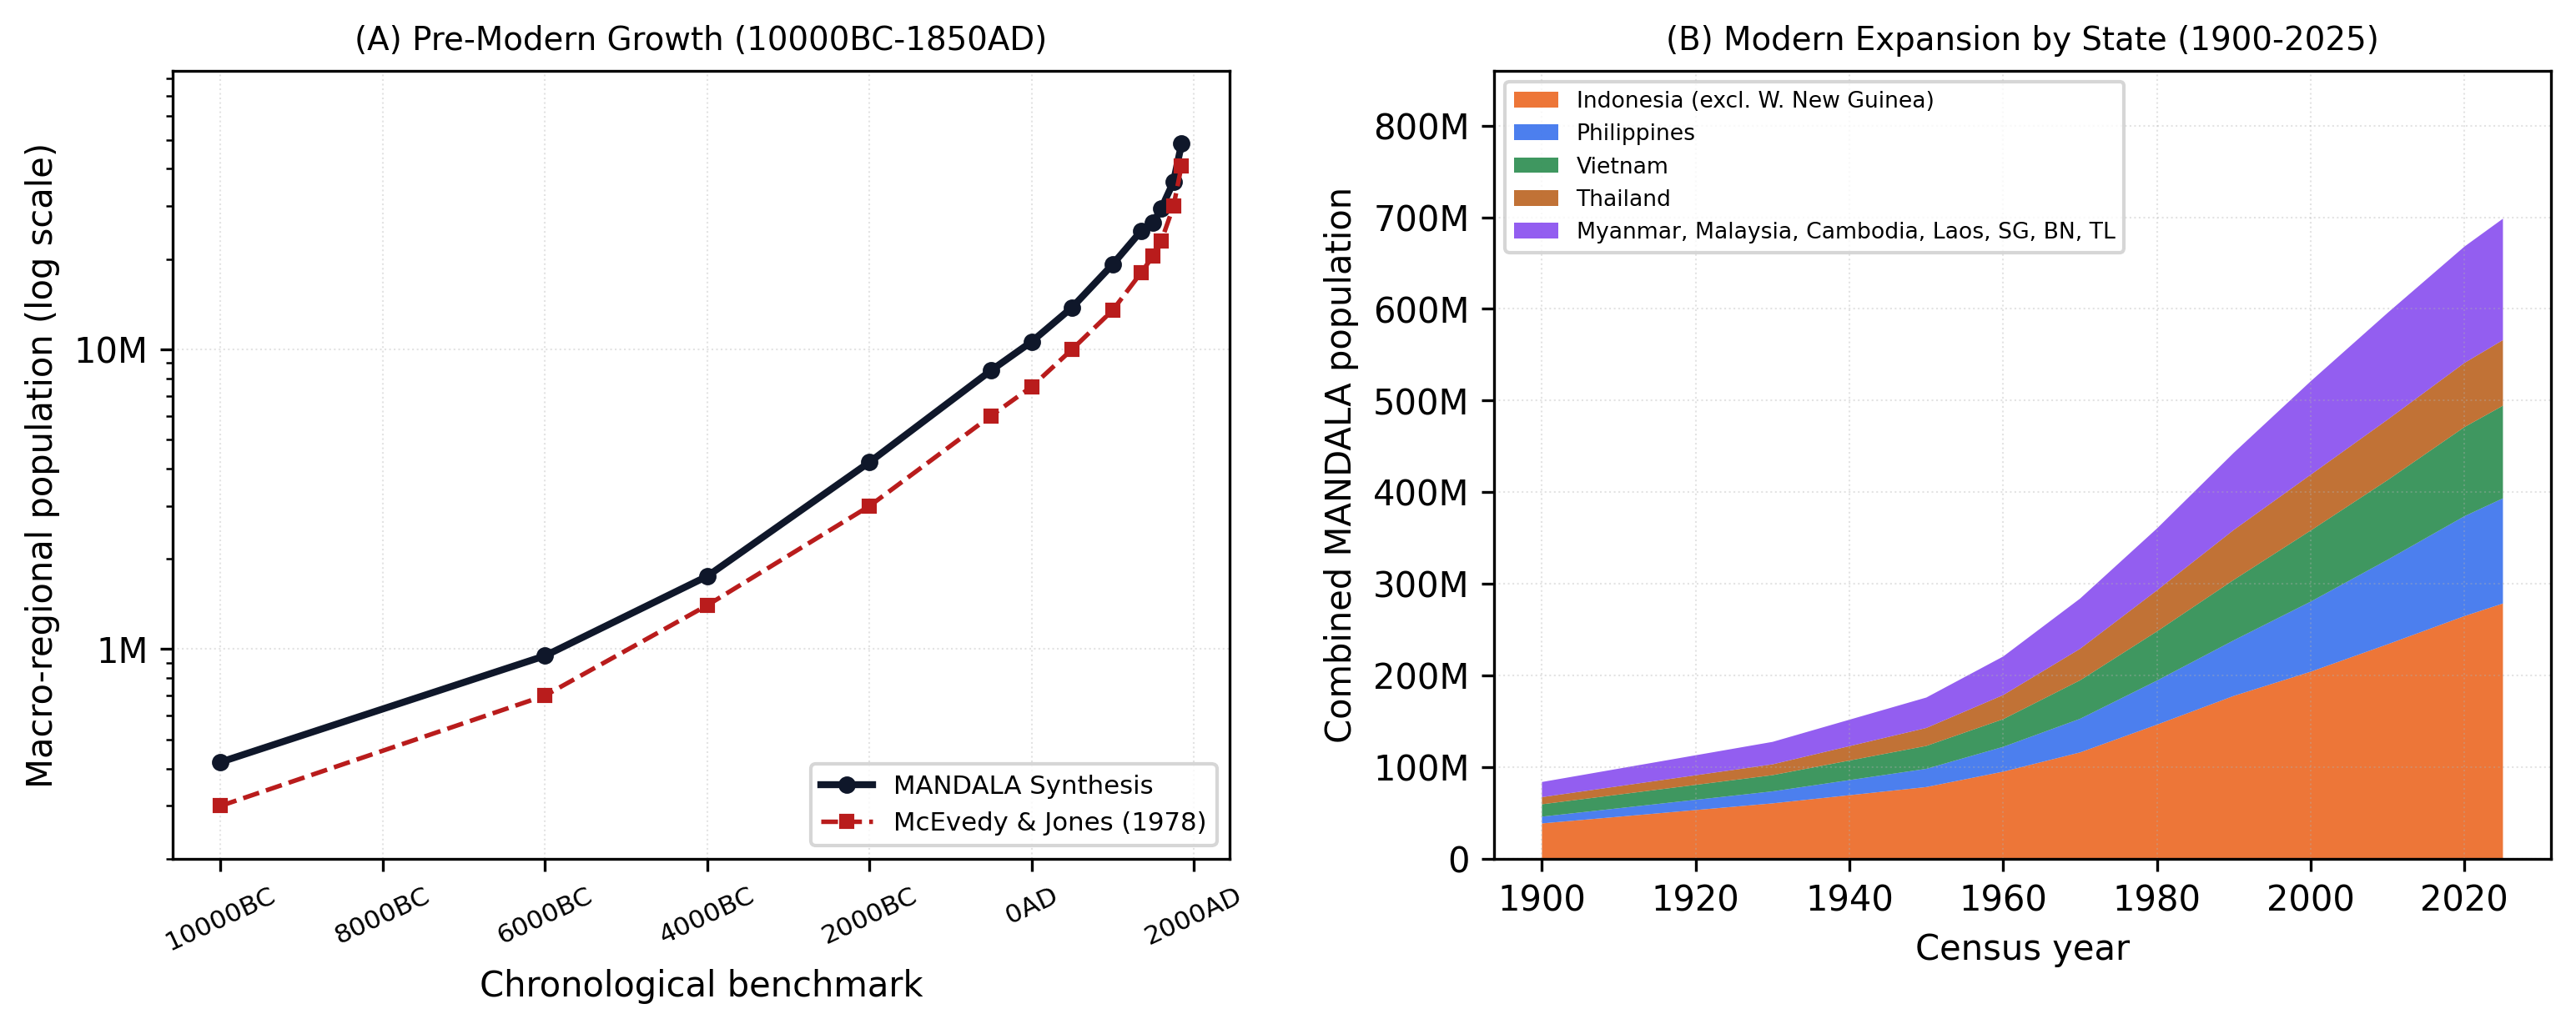 (A) Pre-Modern Growth (10000BC-1850AD)
Macro-regional population (log scale)
10M
1M
MANDALA Synthesis
McEvedy & Jones (1978)
10000BC
8000BC
6000BC
4000BC
2000BC
0AD
2000AD
Chronological benchmark
(B) Modern Expansion by State (1900-2025)
Combined MANDALA population
800M
700M
600M
500M
400M
300M
200M
100M
0
Indonesia (excl. W. New Guinea)
Philippines
Vietnam
Thailand
Myanmar, Malaysia, Cambodia, Laos, SG, BN, TL
1900
1920
1940
1960
1980
2000
2020
Census year